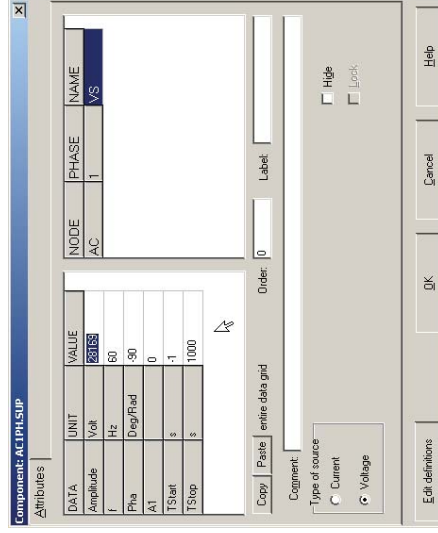 Component: AC1PH.SUP
Attributes
DATA UNIT VALUE
Amplitude Volt 28169
f Hz 60
Pha Deg/Rad -90
A1 0
TStart s -1
TStop s 1000
NODE PHASE NAME
AC 1 VS
Copy Paste entire data grid Order: 0 Label:
Comment:
Type of source
Current
Voltage
Hide
Lock
Edit definitions OK Cancel Help